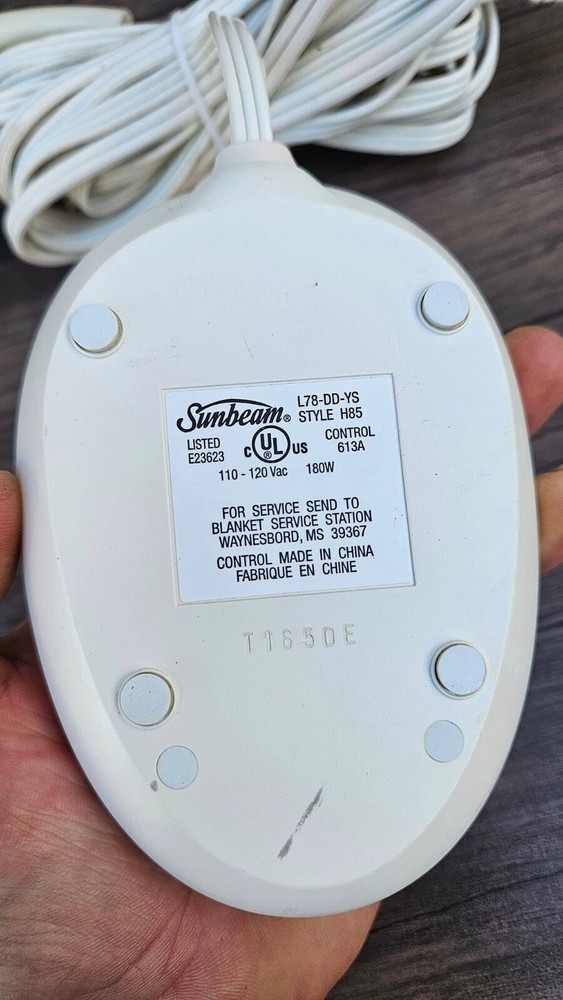 Sunbeam® L78-DD-YS
STYLE H85
LISTED
E23623
C UL® US
CONTROL
613A
110 - 120 Vac 180W
FOR SERVICE SEND TO
BLANKET SERVICE STATION
WAYNESBORD, MS 39367
CONTROL MADE IN CHINA
FABRIQUE EN CHINE
T165DE